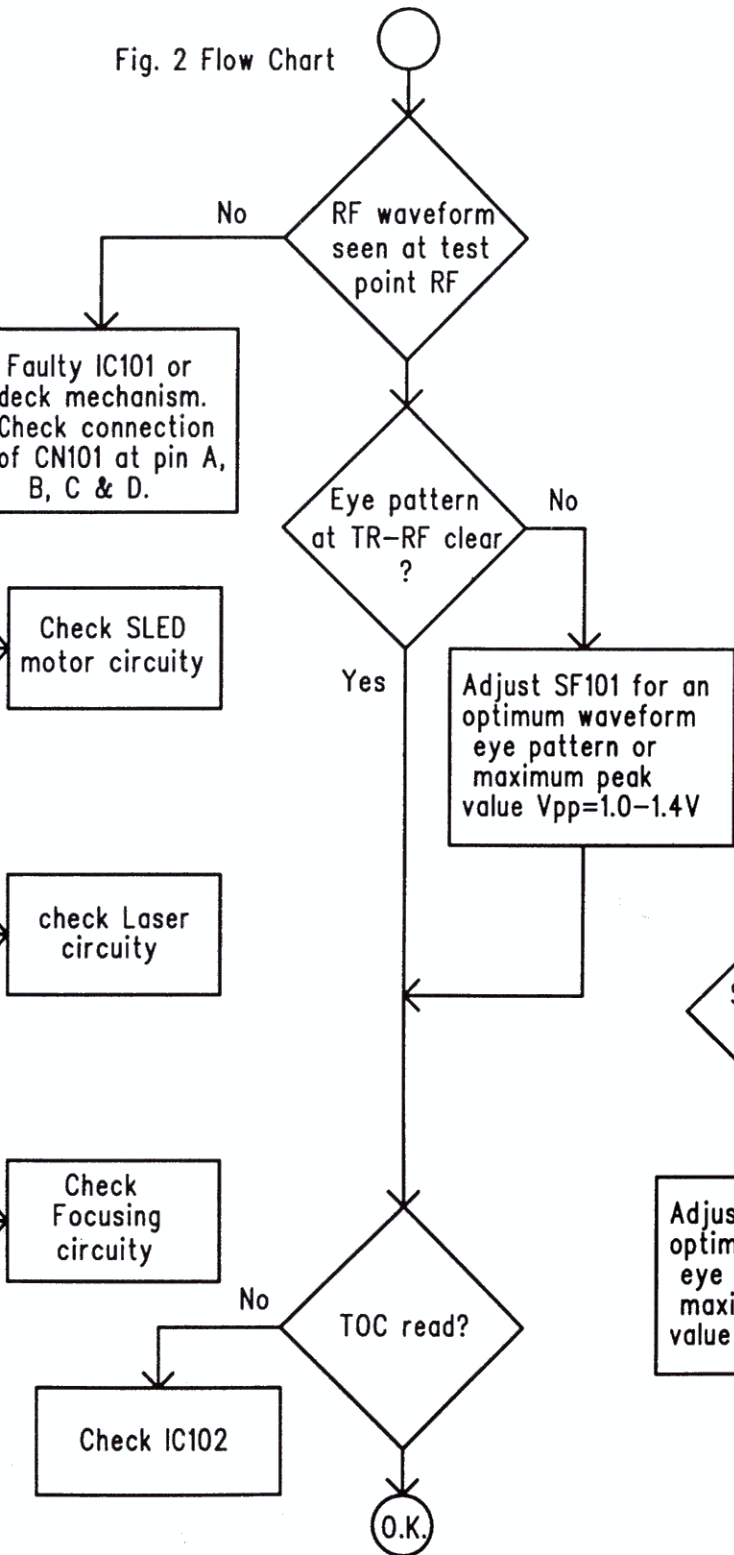 Fig. 2 Flow Chart
No
RF waveform
seen at test
point RF
Faulty IC101 or
deck mechanism.
Check connection
of CN101 at pin A,
B, C & D.
Eye pattern
at TR-RF clear
?
No
Check SLED
motor circuity
Yes
Adjust SF101 for an
optimum waveform
eye pattern or
maximum peak
value Vpp=1.0-1.4V
check Laser
circuity
Check
Focusing
circuity
eye
value
No
TOC read?
Check IC102
O.K.